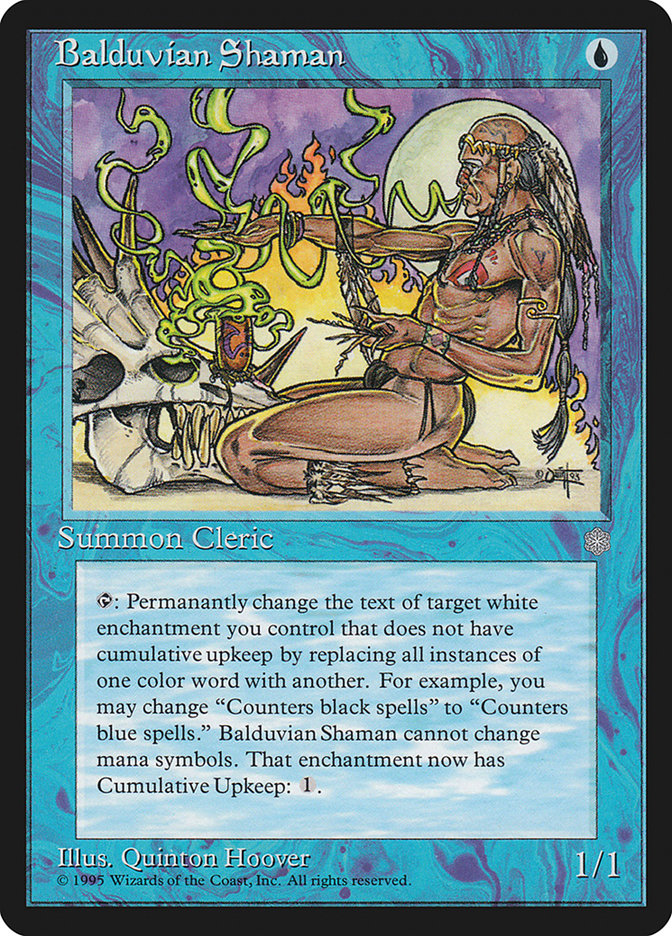 Balduvian Shaman
Summon Cleric
: Permanantly change the text of target white
enchantment you control that does not have
cumulative upkeep by replacing all instances of
one color word with another. For example, you
may change “Counters black spells” to “Counters
blue spells.” Balduvian Shaman cannot change
mana symbols. That enchantment now has
Cumulative Upkeep: 1.
Illus. Quinton Hoover
1/1
© 1995 Wizards of the Coast, Inc. All rights reserved.